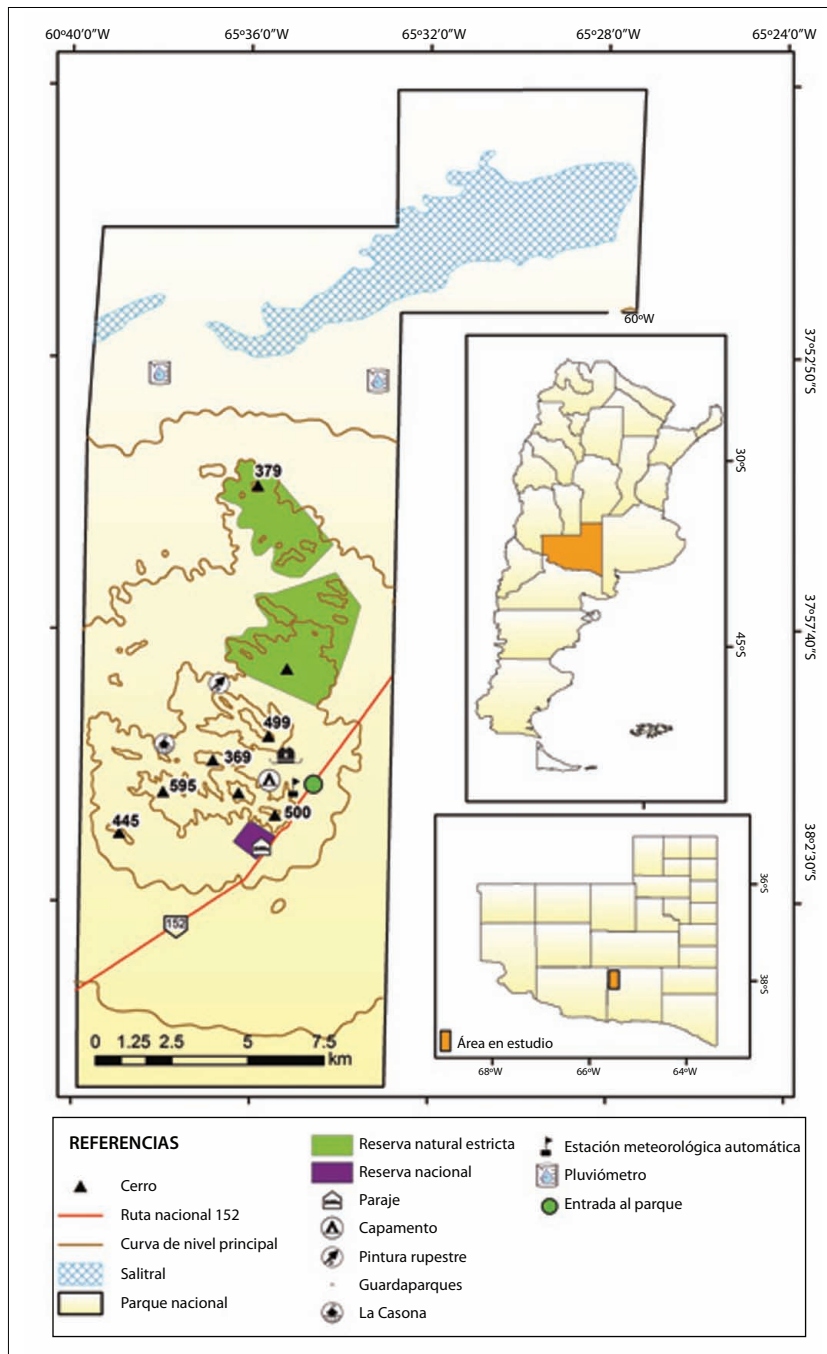 60º40'0"W
65º36'0"W
65º32'0"W
65º28'0"W
65º24'0"W
60ºW
37º52'50"S
30ºS
379
37º57'40"S
45ºS
499
369
595
500
445
38º2'30"S
36ºS
152
38ºS
0 1.25 2.5 5 7.5
km
Área en estudio
68ºW
66ºW
64ºW
REFERENCIAS
Cerro
Ruta nacional 152
Curva de nivel principal
Salitral
Parque nacional
Reserva natural estricta
Reserva nacional
Paraje
Capamento
Pintura rupestre
Guardaparques
La Casona
Estación meteorológica automática
Pluviómetro
Entrada al parque